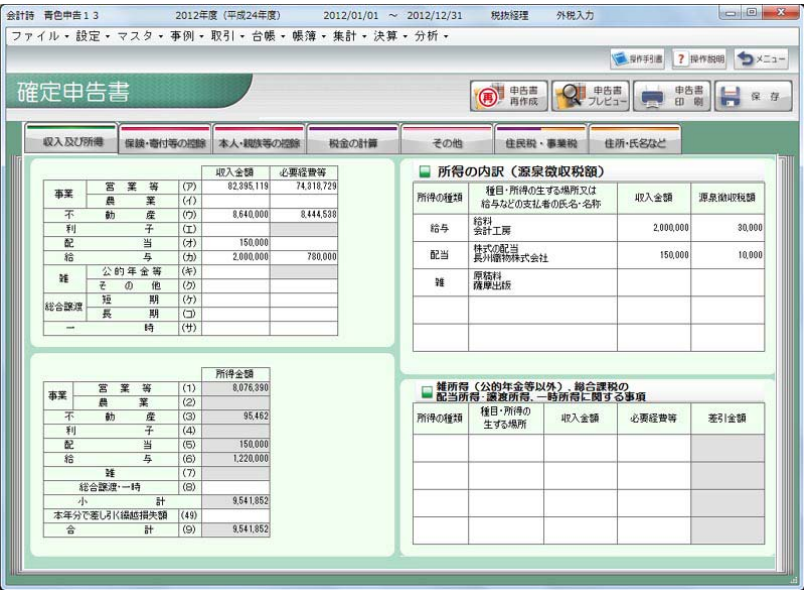 会計詩 青色申告13 2012年度 (平成24年度) 2012/01/01 ~ 2012/12/31 税抜経理 外税入力
ファイル・設定・マスタ・事例・取引・台帳・帳簿・集計・決算・分析・
操作手引書 操作説明 メニュー
確定申告書
再 申告書再作成 申告書プレビュー 申告書印刷 保存
収入及び所得 保険・寄付等の控除 本人・親族等の控除 税金の計算 その他 住民税・事業税 住所・氏名など
収入金額 必要経費等
事業 営業等 (ア) 82,395,119 74,318,729
農業 (イ)
不動産 (ウ) 8,640,000 8,444,538
利子 (エ)
配当 (オ) 150,000
給与 (カ) 2,000,000 780,000
雑 公的年金等 (キ)
その他 (ク)
総合譲渡 短期 (ケ)
長期 (コ)
一時 (サ)
所得金額
事業 営業等 (1) 8,076,390
農業 (2)
不動産 (3) 95,462
利子 (4)
配当 (5) 150,000
給与 (6) 1,220,000
雑 (7)
総合譲渡・一時 (8)
小計 9,541,852
本年分で差し引く繰越損失額 (49)
合計 (9) 9,541,852
所得の内訳(源泉徴収税額)
所得の種類 種目・所得の生する場所又は給与などの支払者の氏名・名称 収入金額 源泉徴収税額
給与 給料 会計工房 2,000,000 30,000
配当 株式の配当 長州鋼物株式会社 150,000 10,000
雑 原稿料 薩摩出版
雑所得(公的年金等以外)、総合課税の
配当所得・譲渡所得、一時所得に関する事項
所得の種類 種目・所得の生する場所 収入金額 必要経費等 差引金額